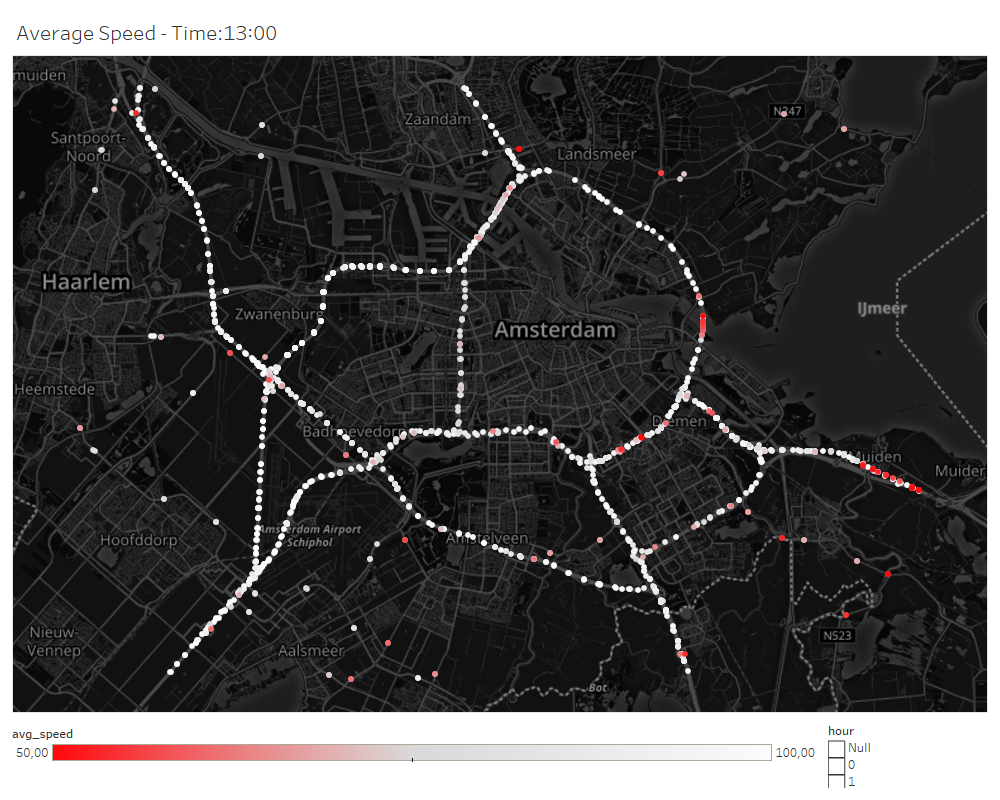 Average Speed - Time:13:00
muiden
N247
Zaandam
Santpoort-
Noord
Landsmeer
Haarlem
IJmeer
Zwanenburg
Amsterdam
Heemstede
Diemen
Badhoevedorp
Muiden
Muider
Amsterdam Airport
Schiphol
Hoofddorp
Amstelveen
Nieuw-
Vennep
N523
Aalsmeer
Bot
avg_speed
50,00
100,00
hour
Null
0
1